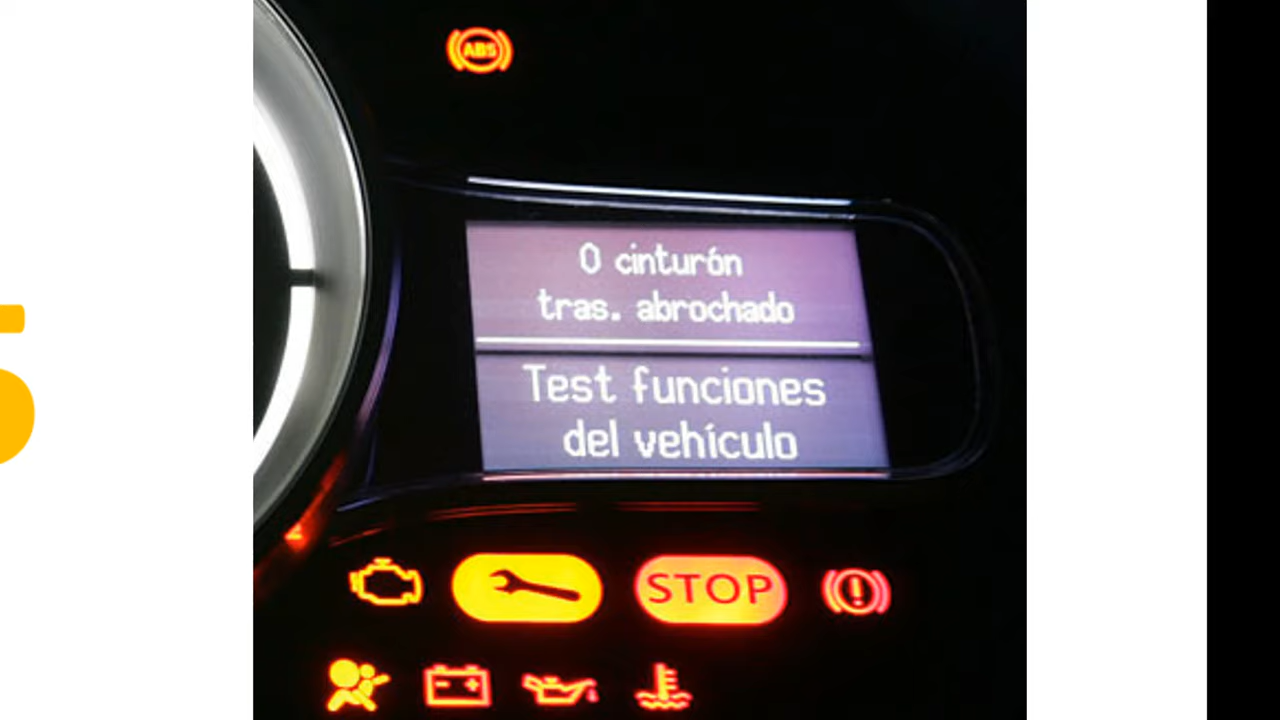 ABS
0 cinturón
tras. abrochado
Test funciones
del vehículo
STOP